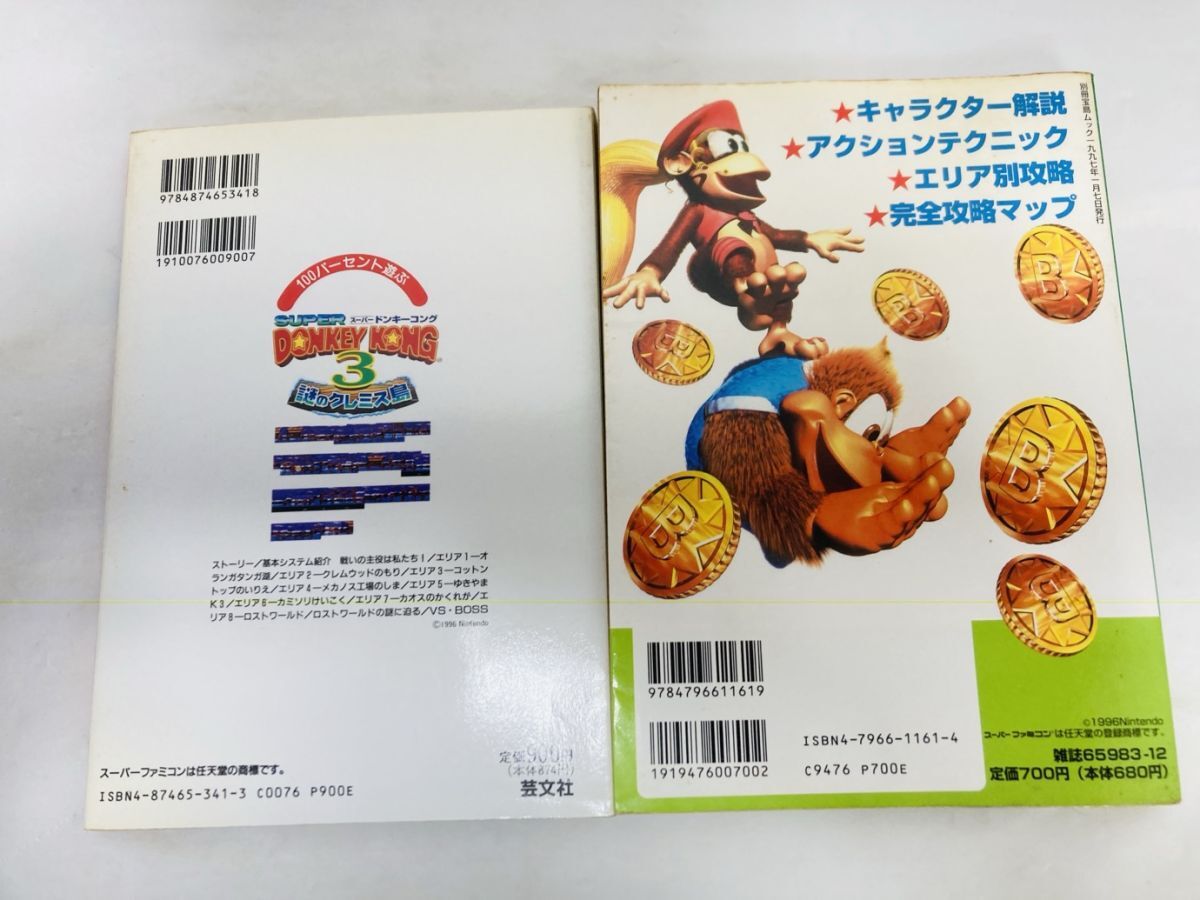 9784874653418
1910076009007
100パーセント遊ぶ
SUPER スーパードンキーコング
DONKEY KONG
3
謎のクレミス島
ストーリー/基本システム紹介 戦いの主役は私たち!/エリア1—オ
ランガタンガ湖/エリア2—クレムウッドのもり/エリア3—コットン
トップのいりえ/エリア4—メカノス工場のしま/エリア5—ゆきやま
K3/エリア6—カミソリけいこく/エリア7—カオスのかくれが/エ
リア8—ロストワールド/ロストワールドの謎に迫る/VS・BOSS
©1996 Nintendo
定価900円
(本体874円)
芸文社
スーパーファミコンは任天堂の商標です。
ISBN4-87465-341-3 C0076 P900E
★キャラクター解説
★アクションテクニック
★エリア別攻略
★完全攻略マップ
別冊宝島ムック一九九七年一月七日発行
B
B
B
B
B
B
9784796611619
1919476007002
ISBN4-7966-1161-4
C9476 P700E
©1996Nintendo
スーパーファミコンは任天堂の登録商標です。
雑誌65983-12
定価700円(本体680円)